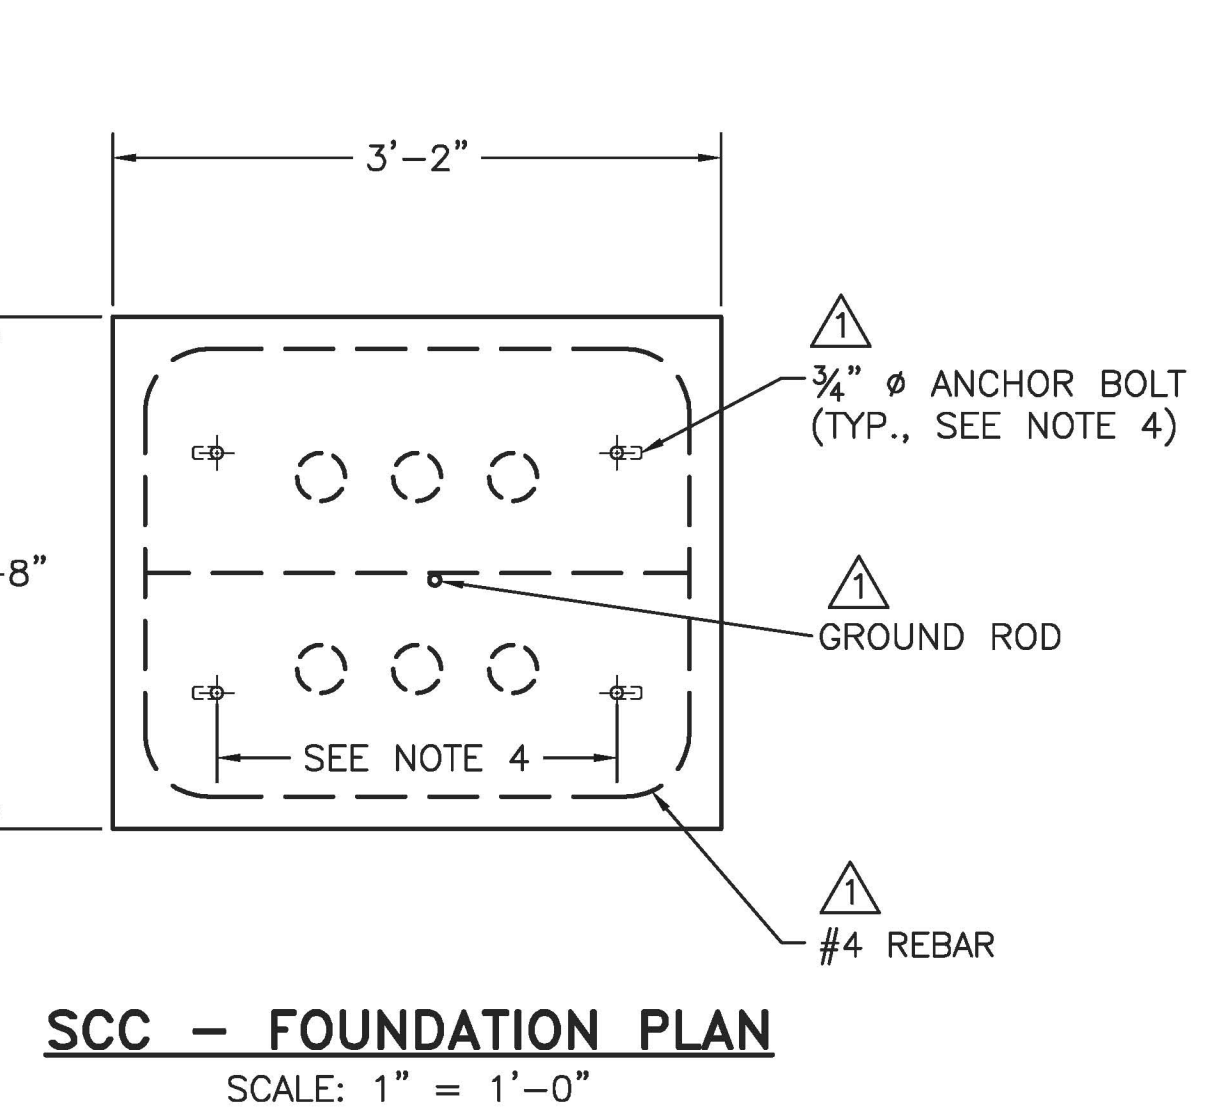 3'-2"
1
3/4" ø ANCHOR BOLT
(TYP., SEE NOTE 4)
-8"
1
GROUND ROD
SEE NOTE 4
1
#4 REBAR
SCC - FOUNDATION PLAN
SCALE: 1" = 1'-0"